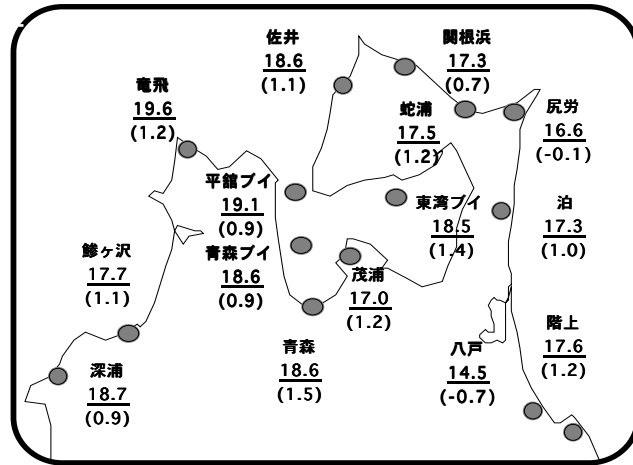 佐井
18.6
(1.1)
関根浜
17.3
(0.7)
竜飛
19.6
(1.2)
蛇浦
17.5
(1.2)
尻労
16.6
(-0.1)
平舘ブイ
19.1
(0.9)
東湾ブイ
18.5
(1.4)
泊
17.3
(1.0)
鰺ヶ沢
17.7
(1.1)
青森ブイ
18.6
(0.9)
茂浦
17.0
(1.2)
深浦
18.7
(0.9)
青森
18.6
(1.5)
八戸
14.5
(-0.7)
階上
17.6
(1.2)